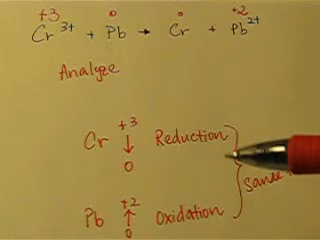 +3 0 0 +2
Cr³⁺ + Pb → Cr + Pb²⁺
Analyze
+3
Cr ↓ Reduction
0
Same
+2
Pb ↑ Oxidation
0